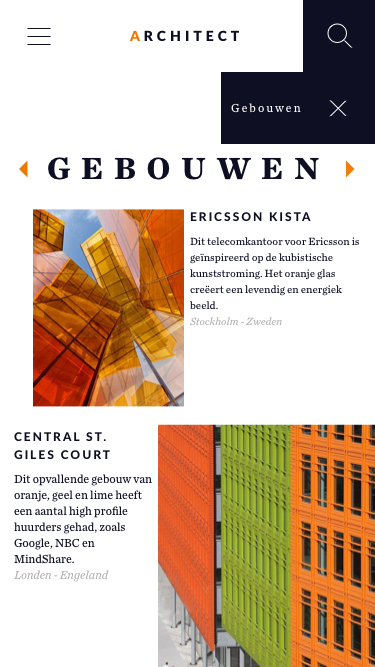 ARCHITECT
Gebouwen
GEBOUWEN
ERICSSON KISTA
Dit telecomkantoor voor Ericsson is
geïnspireerd op de kubistische
kunststroming. Het oranje glas
creëert een levendig en energiek
beeld.
Stockholm - Zweden
CENTRAL ST.
GILES COURT
Dit opvallende gebouw van
oranje, geel en lime heeft
een aantal high profile
huurders gehad, zoals
Google, NBC en
MindShare.
Londen - Engeland